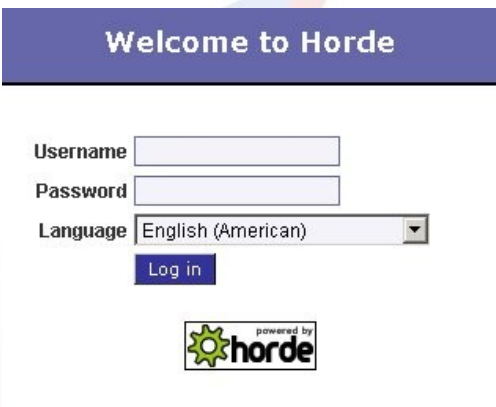 Welcome to Horde
Username
Password
Language English (American)
Log in
powered by
horde